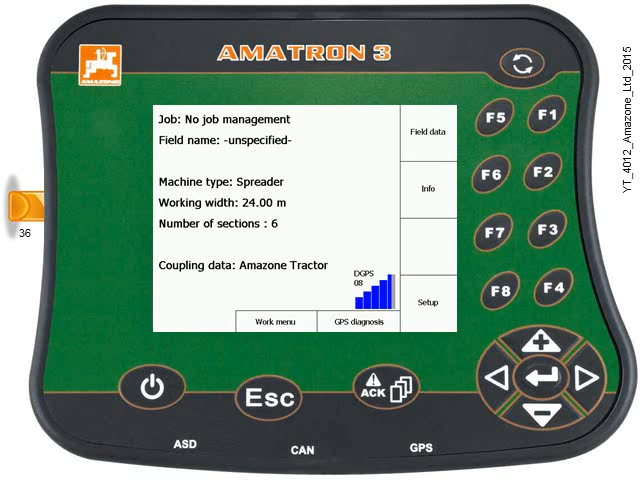 AMATRON 3
AMAZONE
Job: No job management
Field name: -unspecified-
Machine type: Spreader
Working width: 24.00 m
Number of sections : 6
Coupling data: Amazone Tractor
DGPS
08
Field data
Info
Setup
Work menu
GPS diagnosis
F5
F1
F6
F2
F7
F3
F8
F4
Esc
ACK
ASD
CAN
GPS
36
YT_4012_Amazone_Ltd_2015